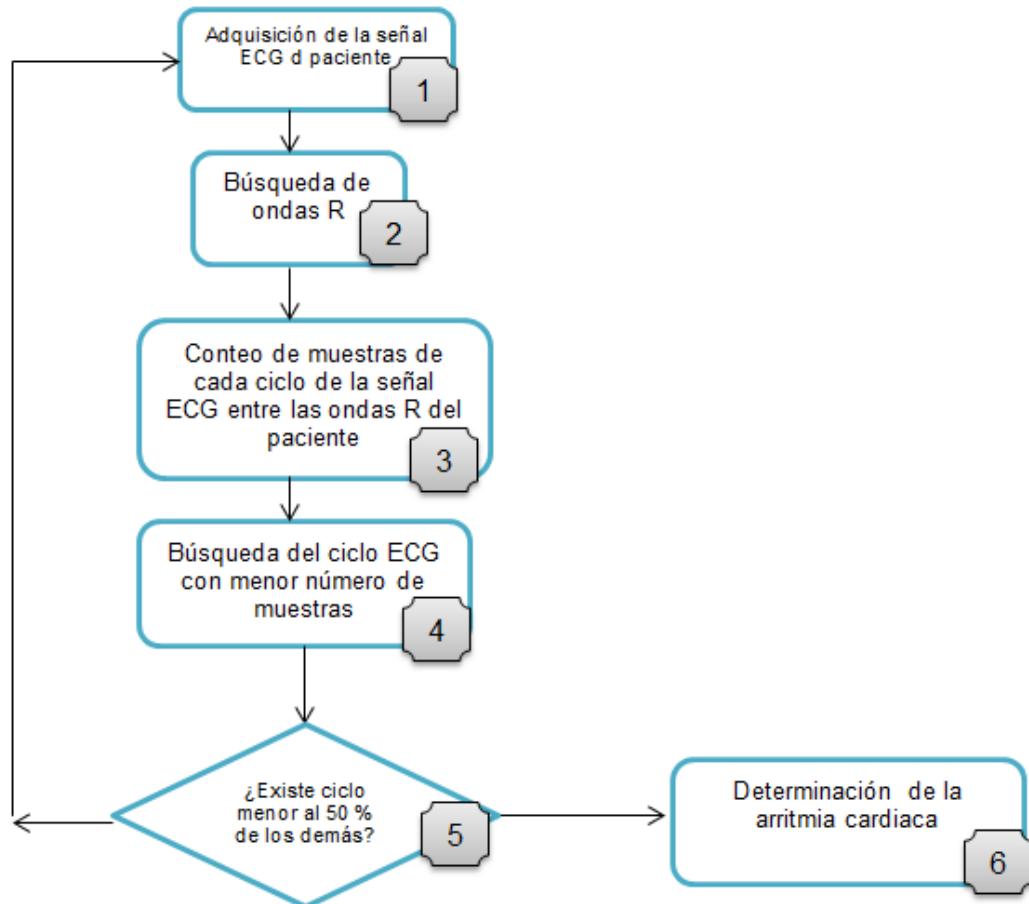 Adquisición de la señal
ECG d paciente
1
Búsqueda de
ondas R
2
Conteo de muestras de
cada ciclo de la señal
ECG entre las ondas R del
paciente
3
Búsqueda del ciclo ECG
con menor número de
muestras
4
¿Existe ciclo
menor al 50 %
de los demás?
5
Determinación de la
arritmia cardiaca
6